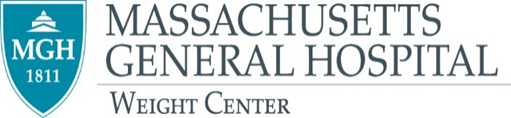 MGH
1811
MASSACHUSETTS
GENERAL HOSPITAL
WEIGHT CENTER